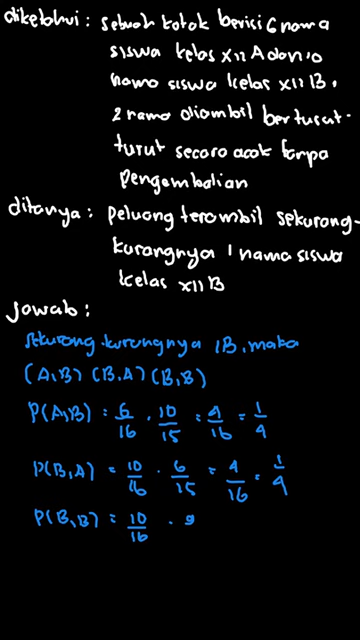 diketahui : sebuah kotak berisi 6 nama
siswa kelas XII A dan 10
nama siswa kelas XII B.
2 nama diambil berturut-
turut secara acak tanpa
pengembalian
ditanya : peluang terambil sekurang-
kurangnya 1 nama siswa
kelas XII B
jawab :
sekurang-kurangnya 1B, maka
(A,B) (B,A) (B,B)
P(A,B) = 6/16 . 10/15 = 4/16 = 1/4
P(B,A) = 10/16 . 6/15 = 4/16 = 1/4
P(B,B) = 10/16 . 9